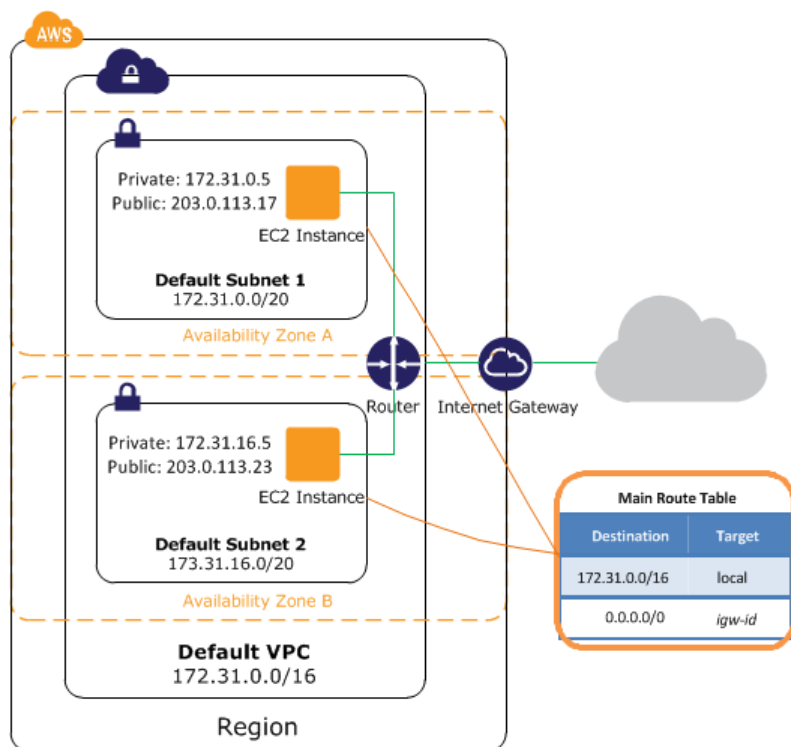 AWS
Private: 172.31.0.5
Public: 203.0.113.17
EC2 Instance
Default Subnet 1
172.31.0.0/20
Availability Zone A
Router
Internet Gateway
Private: 172.31.16.5
Public: 203.0.113.23
EC2 Instance
Default Subnet 2
173.31.16.0/20
Availability Zone B
Default VPC
172.31.0.0/16
Region
Main Route Table
Destination Target
172.31.0.0/16 local
0.0.0.0/0 igw-id